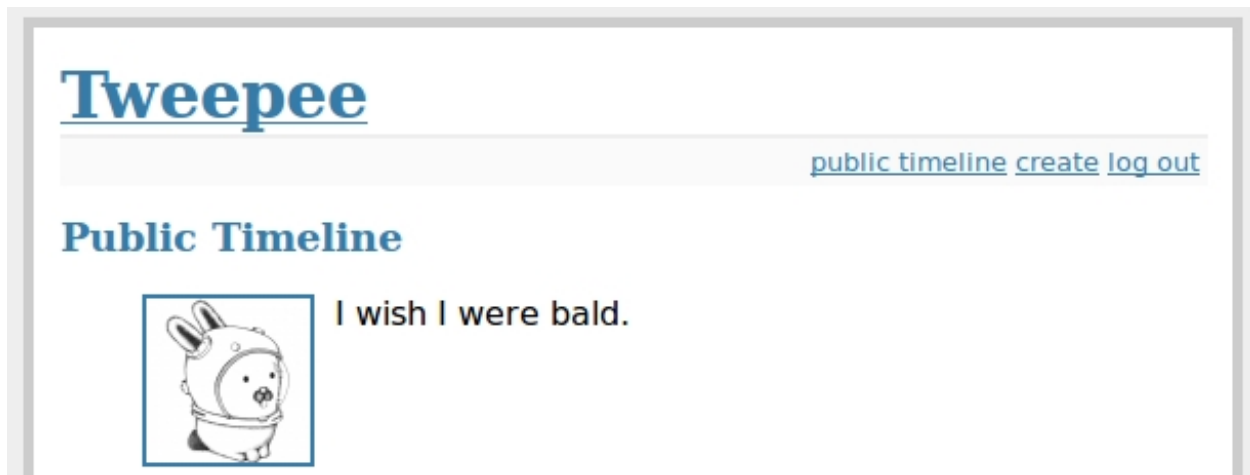 Tweepee
public timeline create log out
Public Timeline
I wish I were bald.